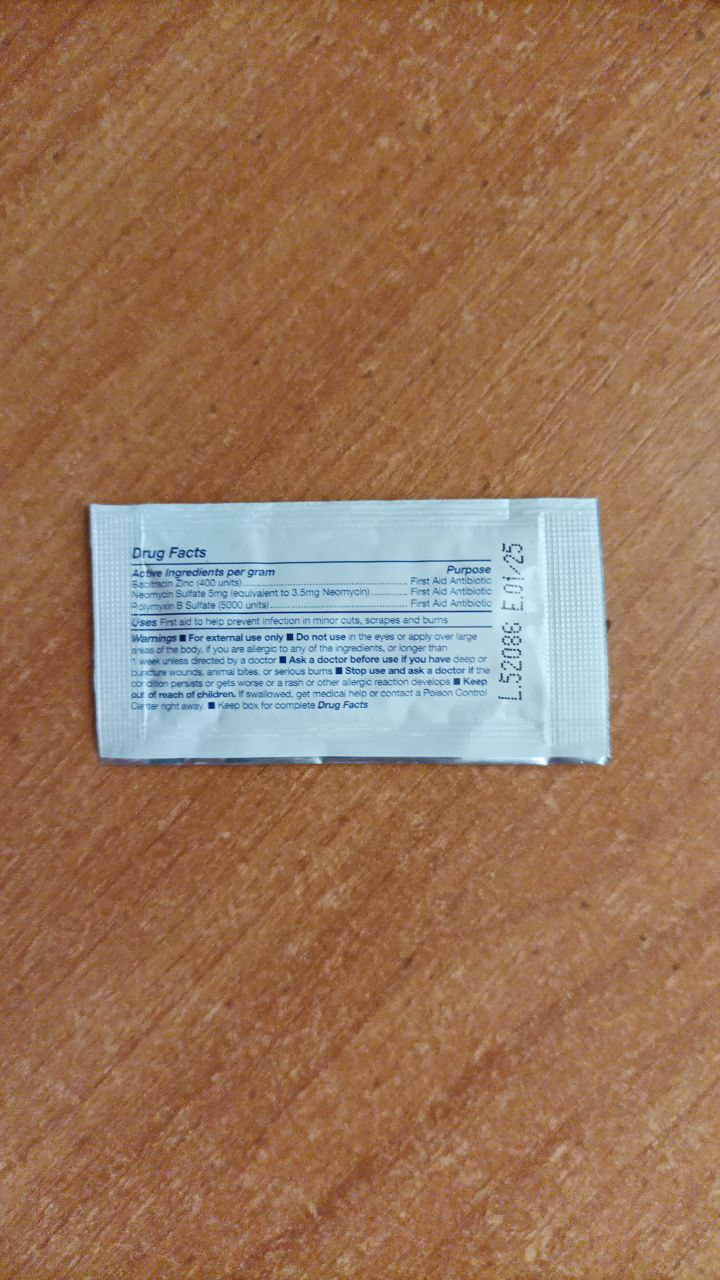 Drug Facts
Active Ingredients per gram Purpose
Bacitracin Zinc (400 units)........................................................ First Aid Antibiotic
Neomycin Sulfate 5mg (equivalent to 3.5mg Neomycin)............. First Aid Antibiotic
Polymyxin B Sulfate (5000 units)............................................... First Aid Antibiotic
Uses First aid to help prevent infection in minor cuts, scrapes and burns
Warnings ■ For external use only ■ Do not use in the eyes or apply over large
areas of the body, if you are allergic to any of the ingredients, or longer than
1 week unless directed by a doctor ■ Ask a doctor before use if you have deep or
puncture wounds, animal bites, or serious burns ■ Stop use and ask a doctor if the
condition persists or gets worse or a rash or other allergic reaction develops ■ Keep
out of reach of children. If swallowed, get medical help or contact a Poison Control
Center right away. ■ Keep box for complete Drug Facts
L.52086 E.01/25